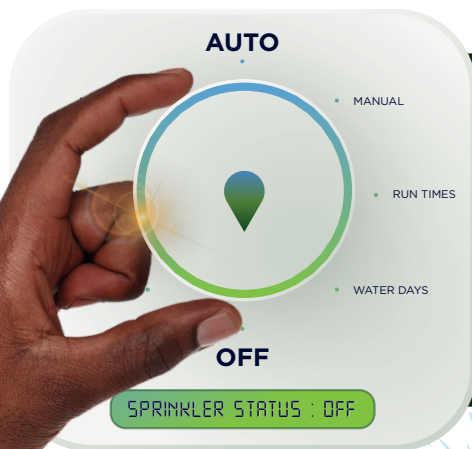 AUTO
MANUAL
RUN TIMES
WATER DAYS
OFF
SPRINKLER STATUS : OFF